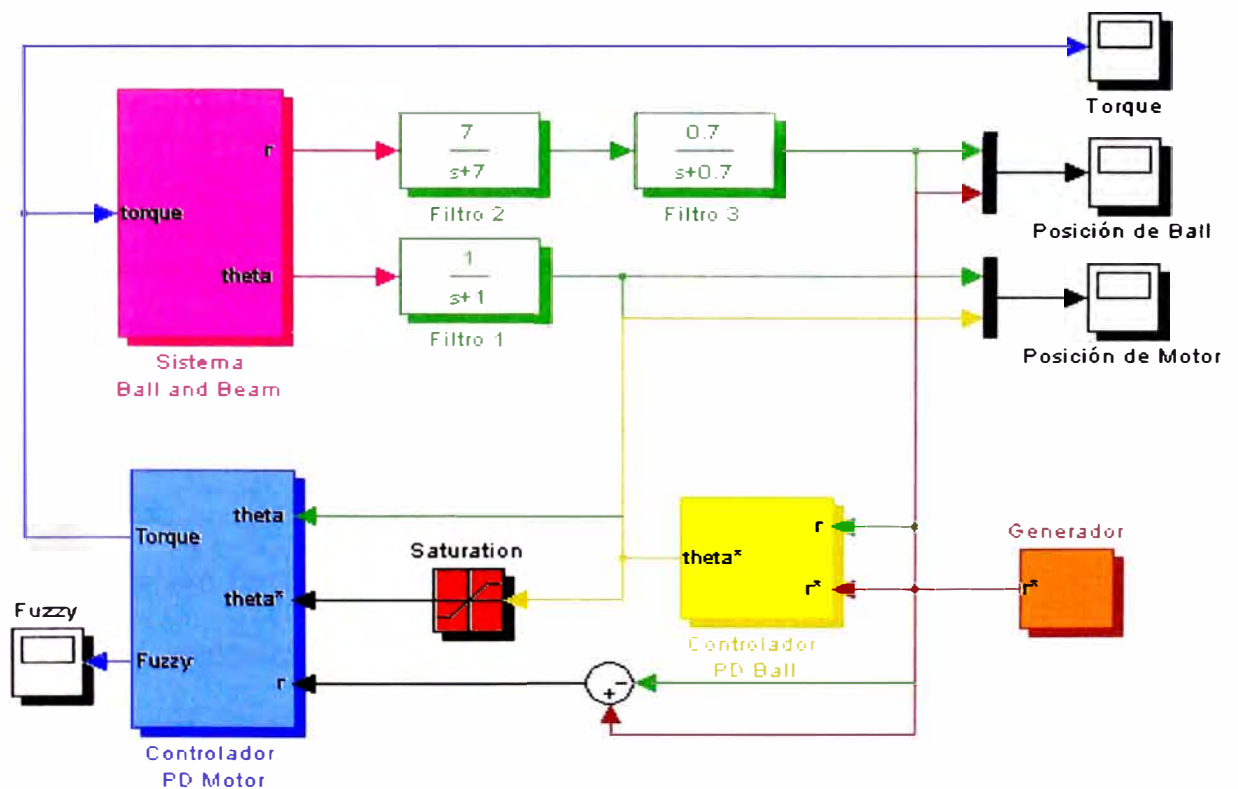 Torque
r
7
s+7
Filtro 2
0.7
s+0.7
Filtro 3
Posición de Ball
torque
theta
1
s+1
Filtro 1
Posición de Motor
Sistema
Ball and Beam
Torque
theta
theta*
Fuzzy
r
Controlador
PD Motor
Fuzzy
Saturation
theta*
r
r*
Controlador
PD Ball
Generador
r*
-
+